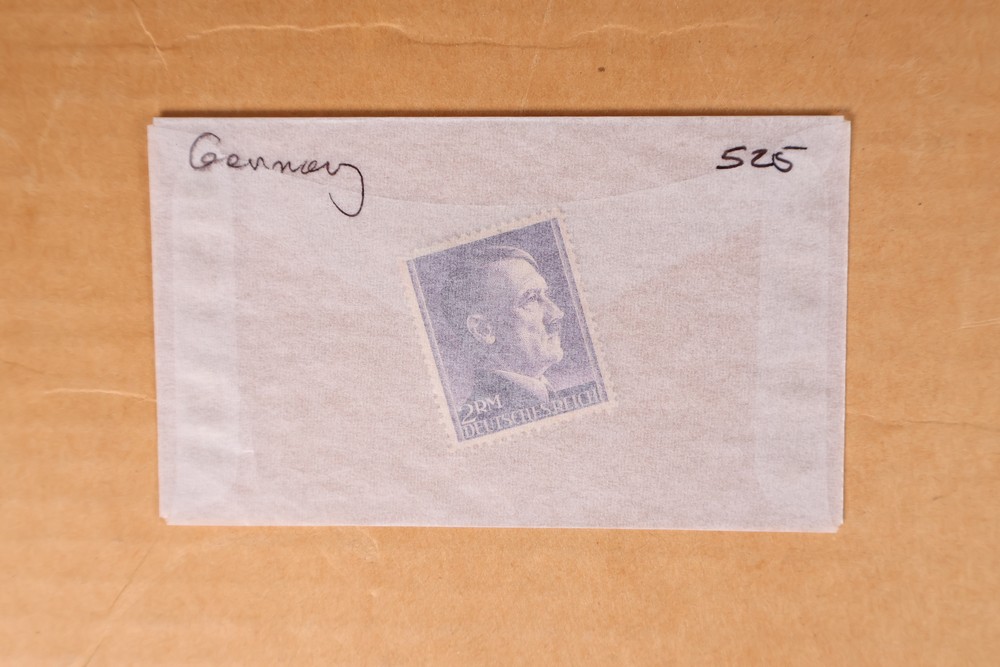 Germany 525
2RM
DEUTSCHES REICH